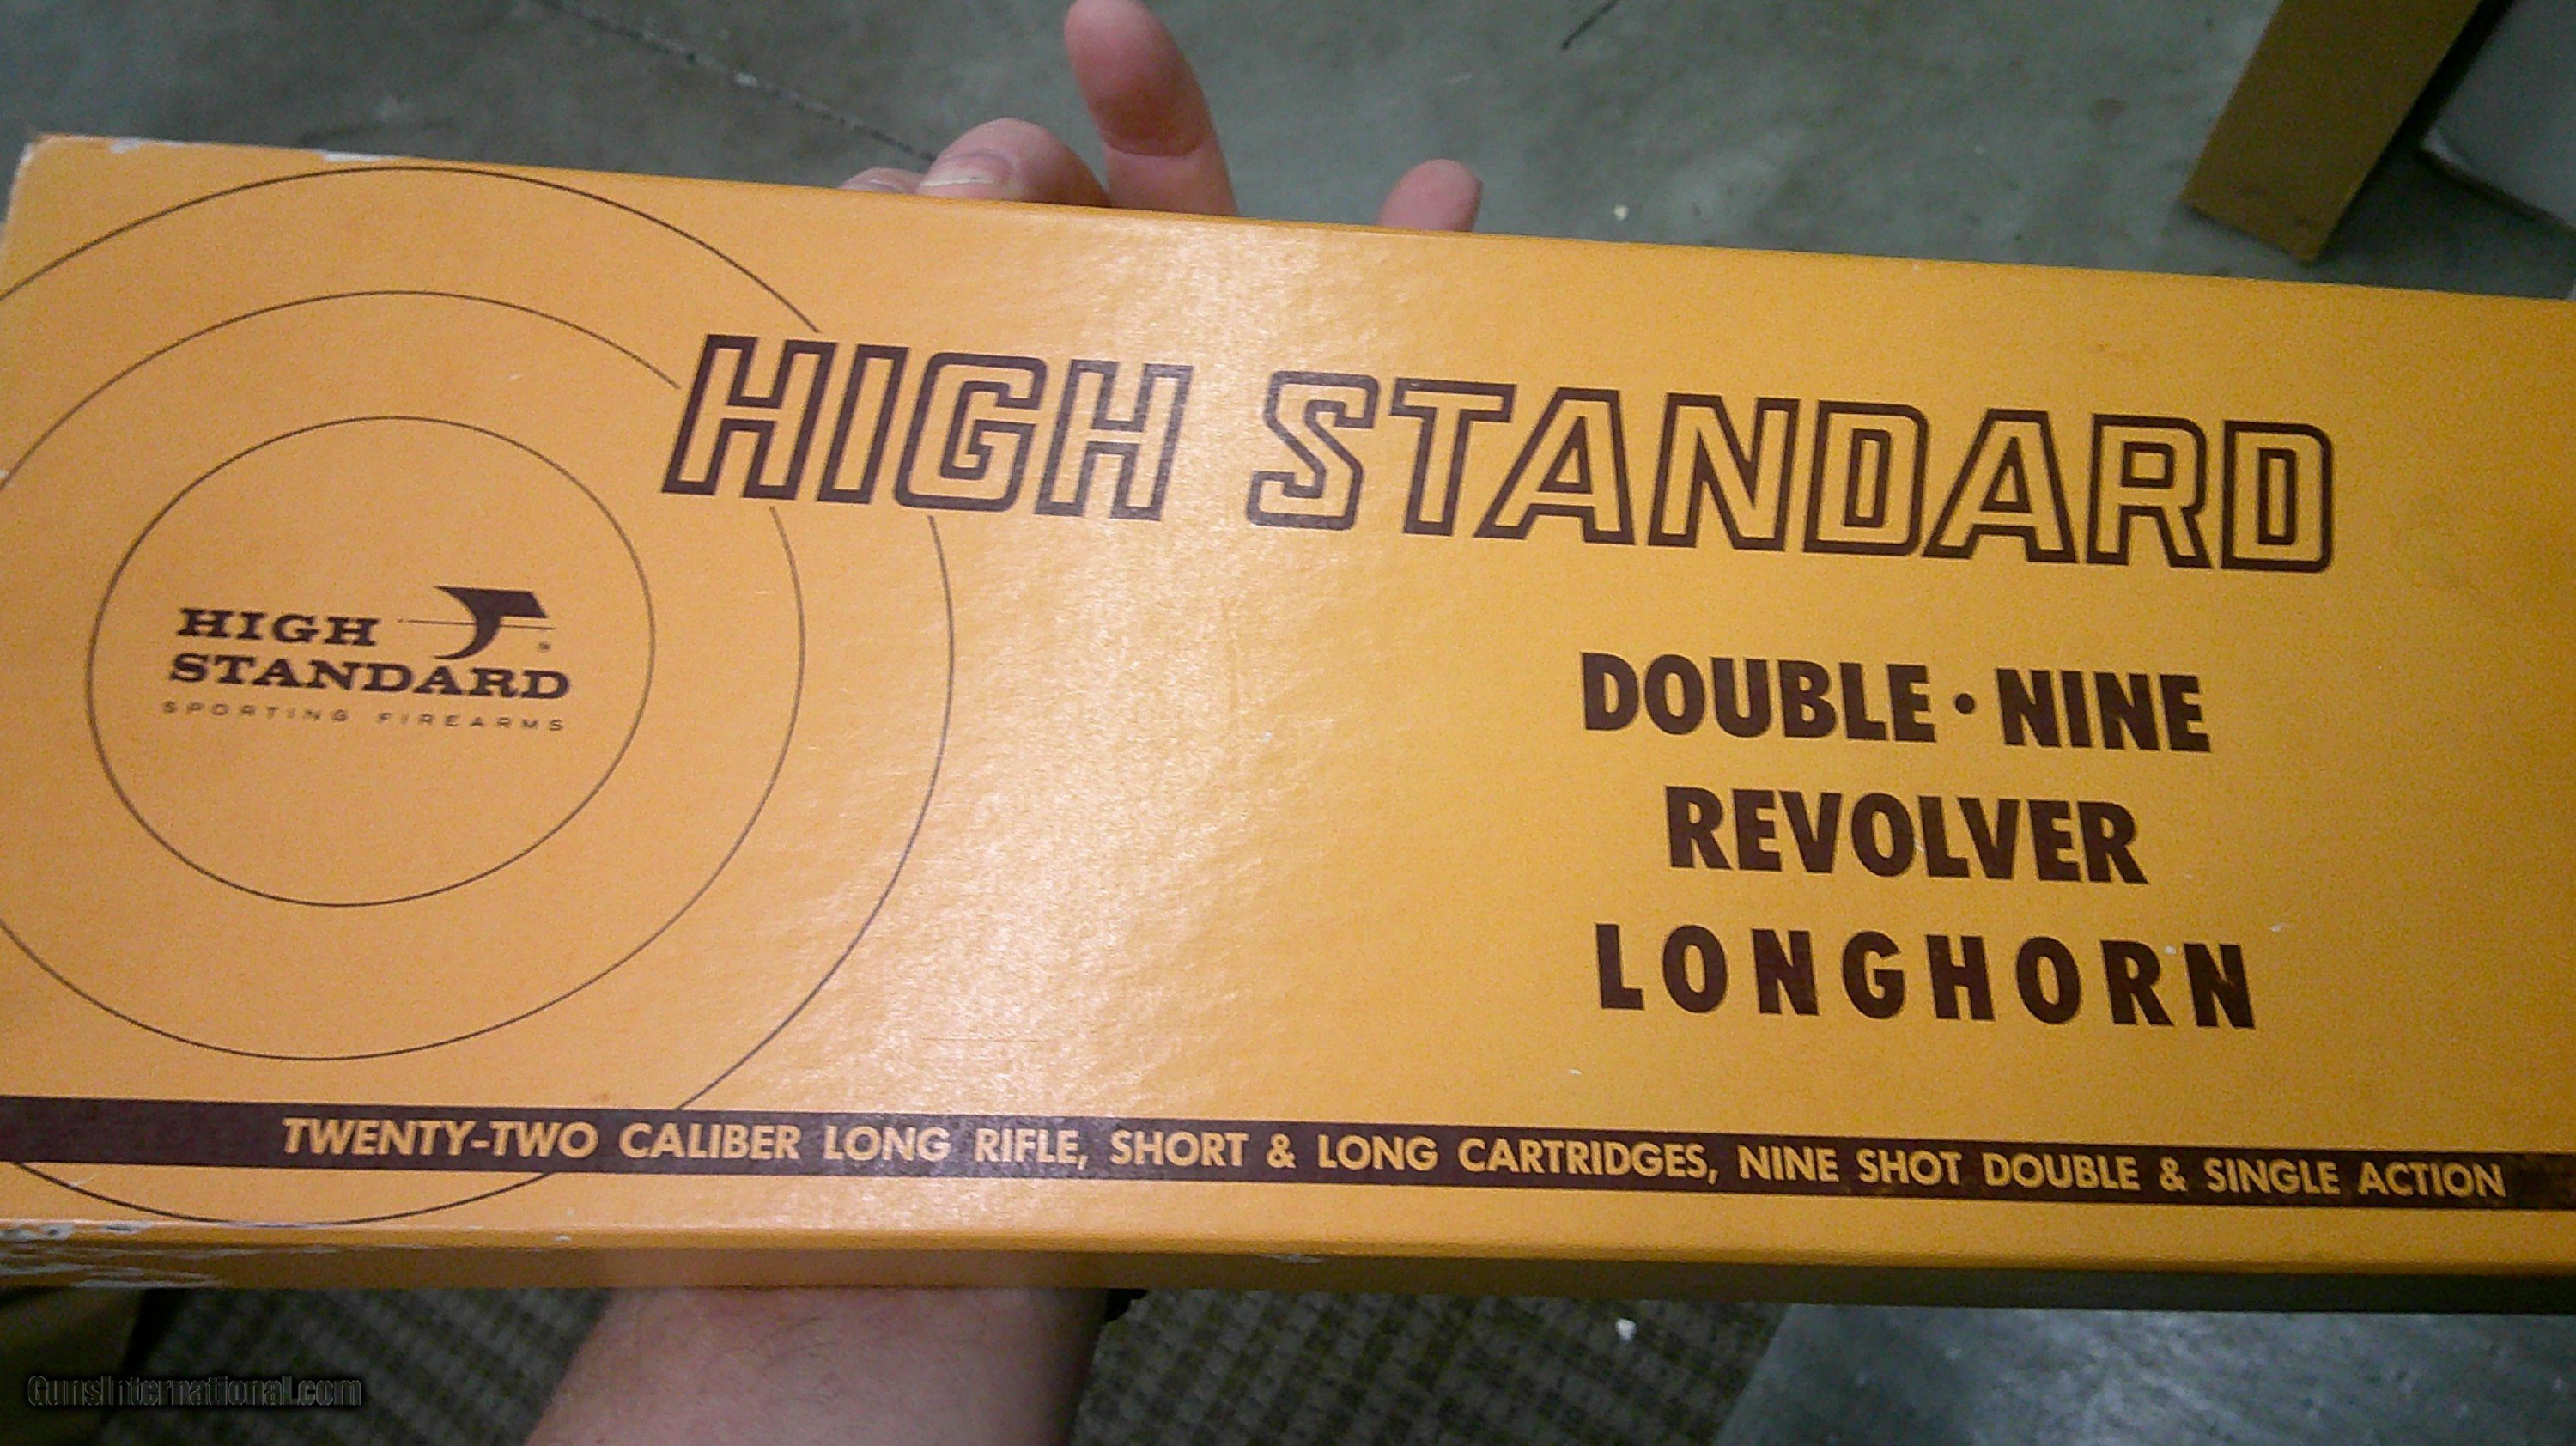 HIGH STANDARD
HIGH
STANDARD
SPORTING FIREARMS
DOUBLE • NINE
REVOLVER
LONGHORN
TWENTY-TWO CALIBER LONG RIFLE, SHORT & LONG CARTRIDGES, NINE SHOT DOUBLE & SINGLE ACTION
GunsInternational.com